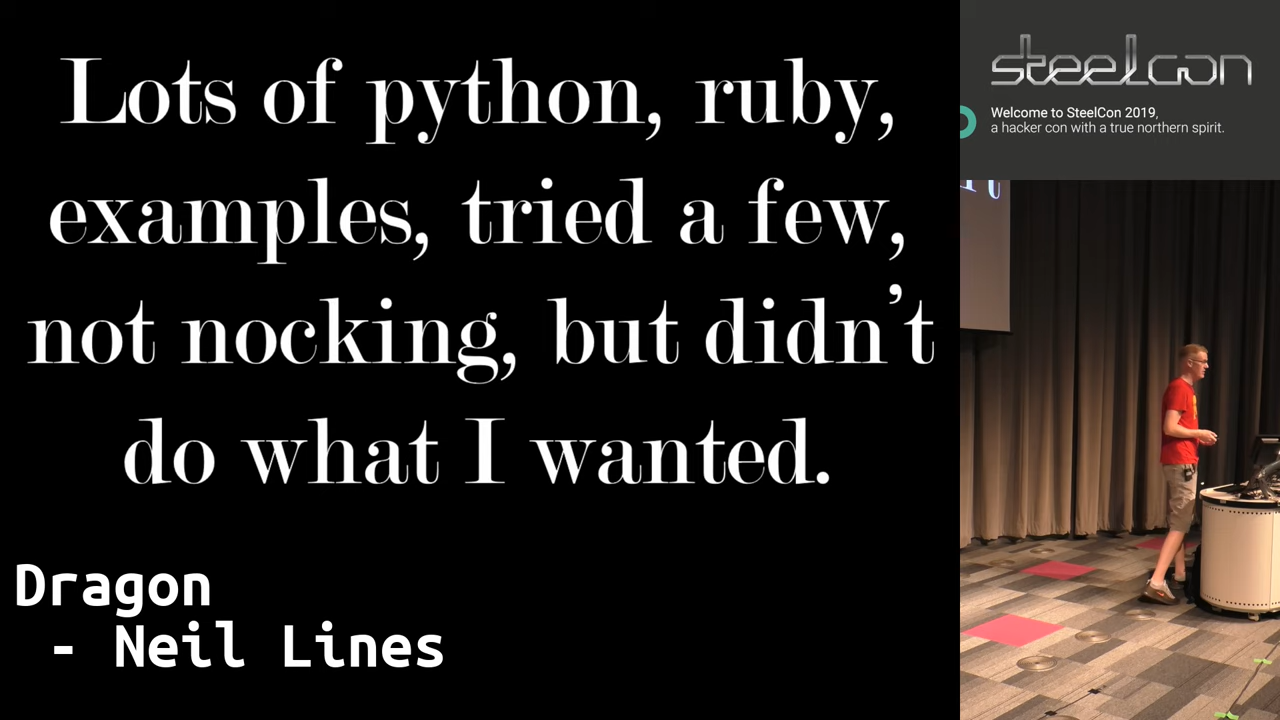 Lots of python, ruby,
examples, tried a few,
not nocking, but didn't
do what I wanted.
Dragon
- Neil Lines
steelcon
Welcome to SteelCon 2019,
a hacker con with a true northern spirit.